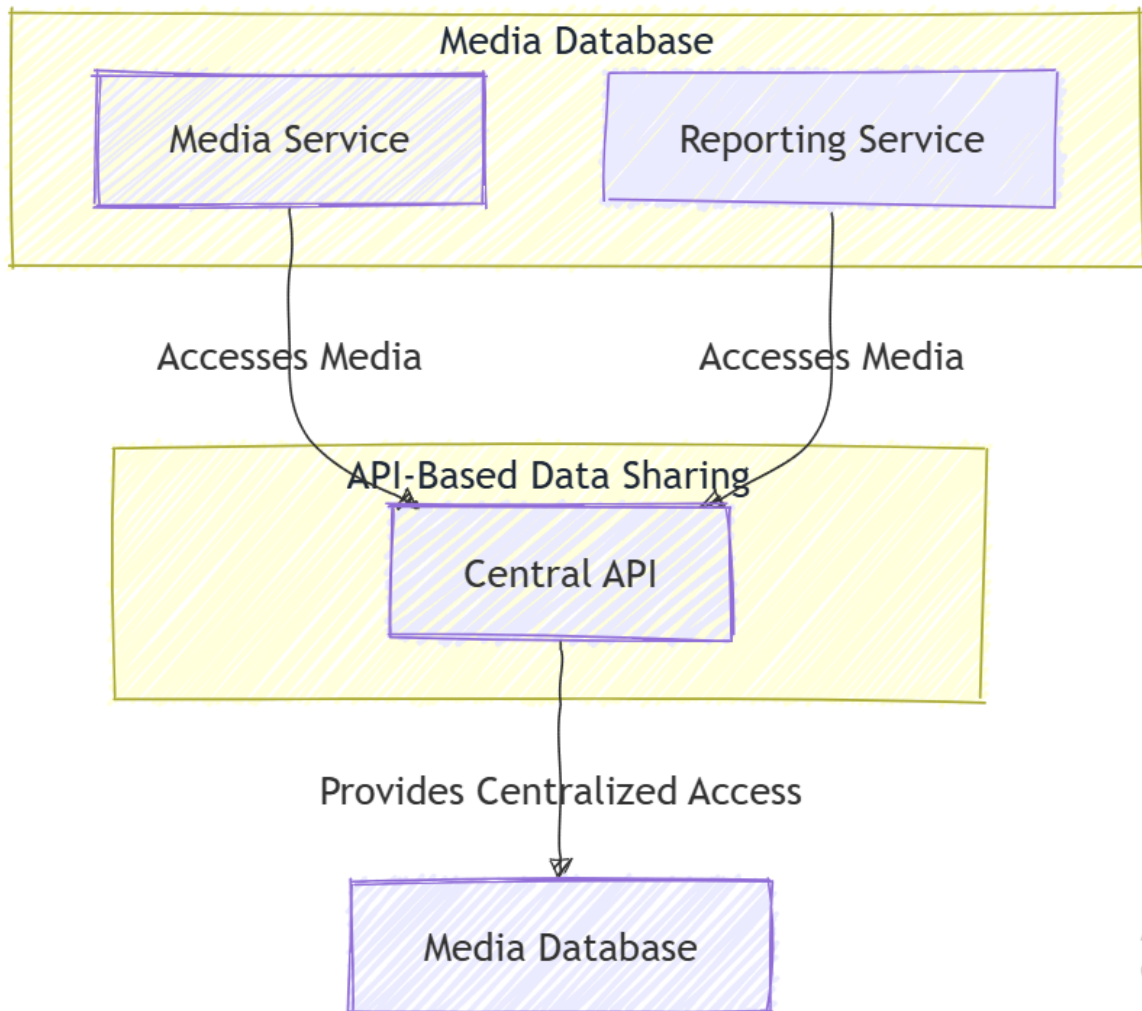 Media Database
Media Service
Reporting Service
Accesses Media
Accesses Media
API-Based Data Sharing
Central API
Provides Centralized Access
Media Database